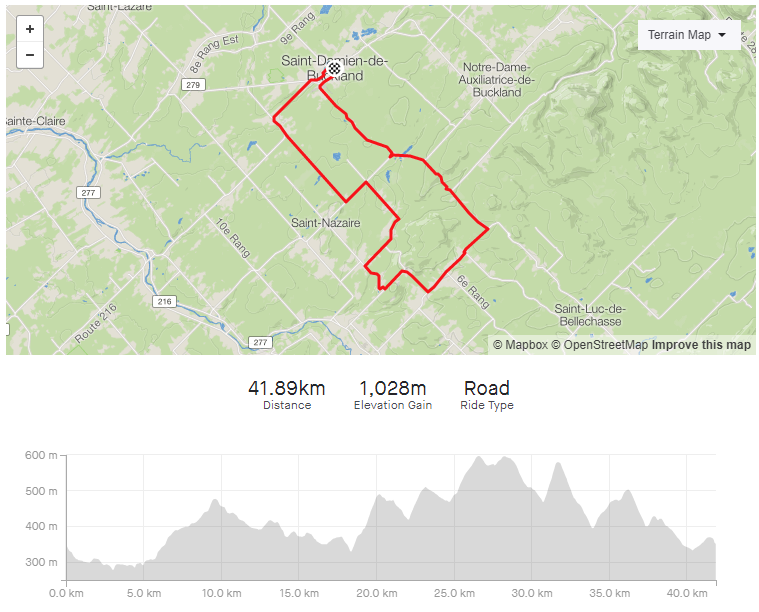 Saint-Lazare
+
−
8e Rang Est
9e Rang
Terrain Map
Saint-Damien-de-
Buckland
Notre-Dame-
Auxiliatrice-de-
Buckland
279
ainte-Claire
277
Saint-Nazaire
10e Rang
216
6e Rang
Route 216
Saint-Luc-de-
Bellechasse
277
© Mapbox © OpenStreetMap Improve this map
41.89km
1,028m
Road
Distance
Elevation Gain
Ride Type
600 m
500 m
400 m
300 m
0.0 km
5.0 km
10.0 km
15.0 km
20.0 km
25.0 km
30.0 km
35.0 km
40.0 km